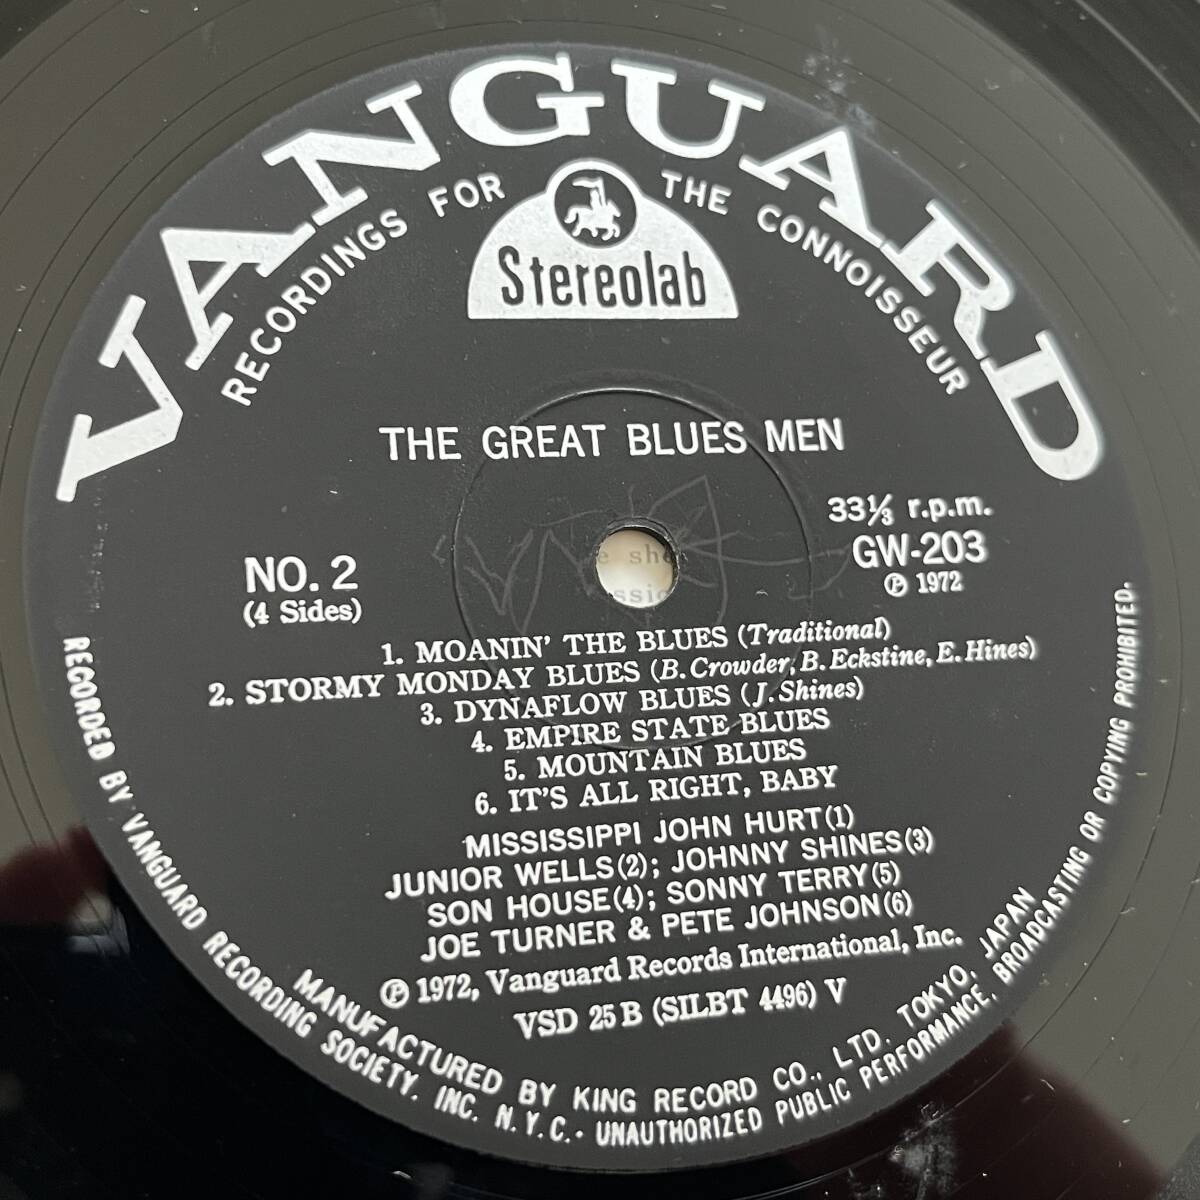 VANGUARD
RECORDINGS FOR THE CONNOISSEUR
Stereolab
THE GREAT BLUES MEN
33⅓ r.p.m.
GW-203
Ⓟ 1972
NO. 2
(4 Sides)
1. MOANIN' THE BLUES (Traditional)
2. STORMY MONDAY BLUES (B. Crowder, B. Eckstine, E. Hines)
3. DYNAFLOW BLUES (J. Shines)
4. EMPIRE STATE BLUES
5. MOUNTAIN BLUES
6. IT'S ALL RIGHT, BABY
MISSISSIPPI JOHN HURT(1)
JUNIOR WELLS(2); JOHNNY SHINES(3)
SON HOUSE(4); SONNY TERRY(5)
JOE TURNER & PETE JOHNSON(6)
Ⓟ 1972, Vanguard Records International, Inc.
VSD 25 B (SILBT 4496) V
MANUFACTURED BY KING RECORD CO., LTD. TOKYO, JAPAN
RECORDED BY VANGUARD RECORDING SOCIETY. INC. N.Y.C.· UNAUTHORIZED PUBLIC PERFORMANCE, BROADCASTING OR COPYING PROHIBITED.